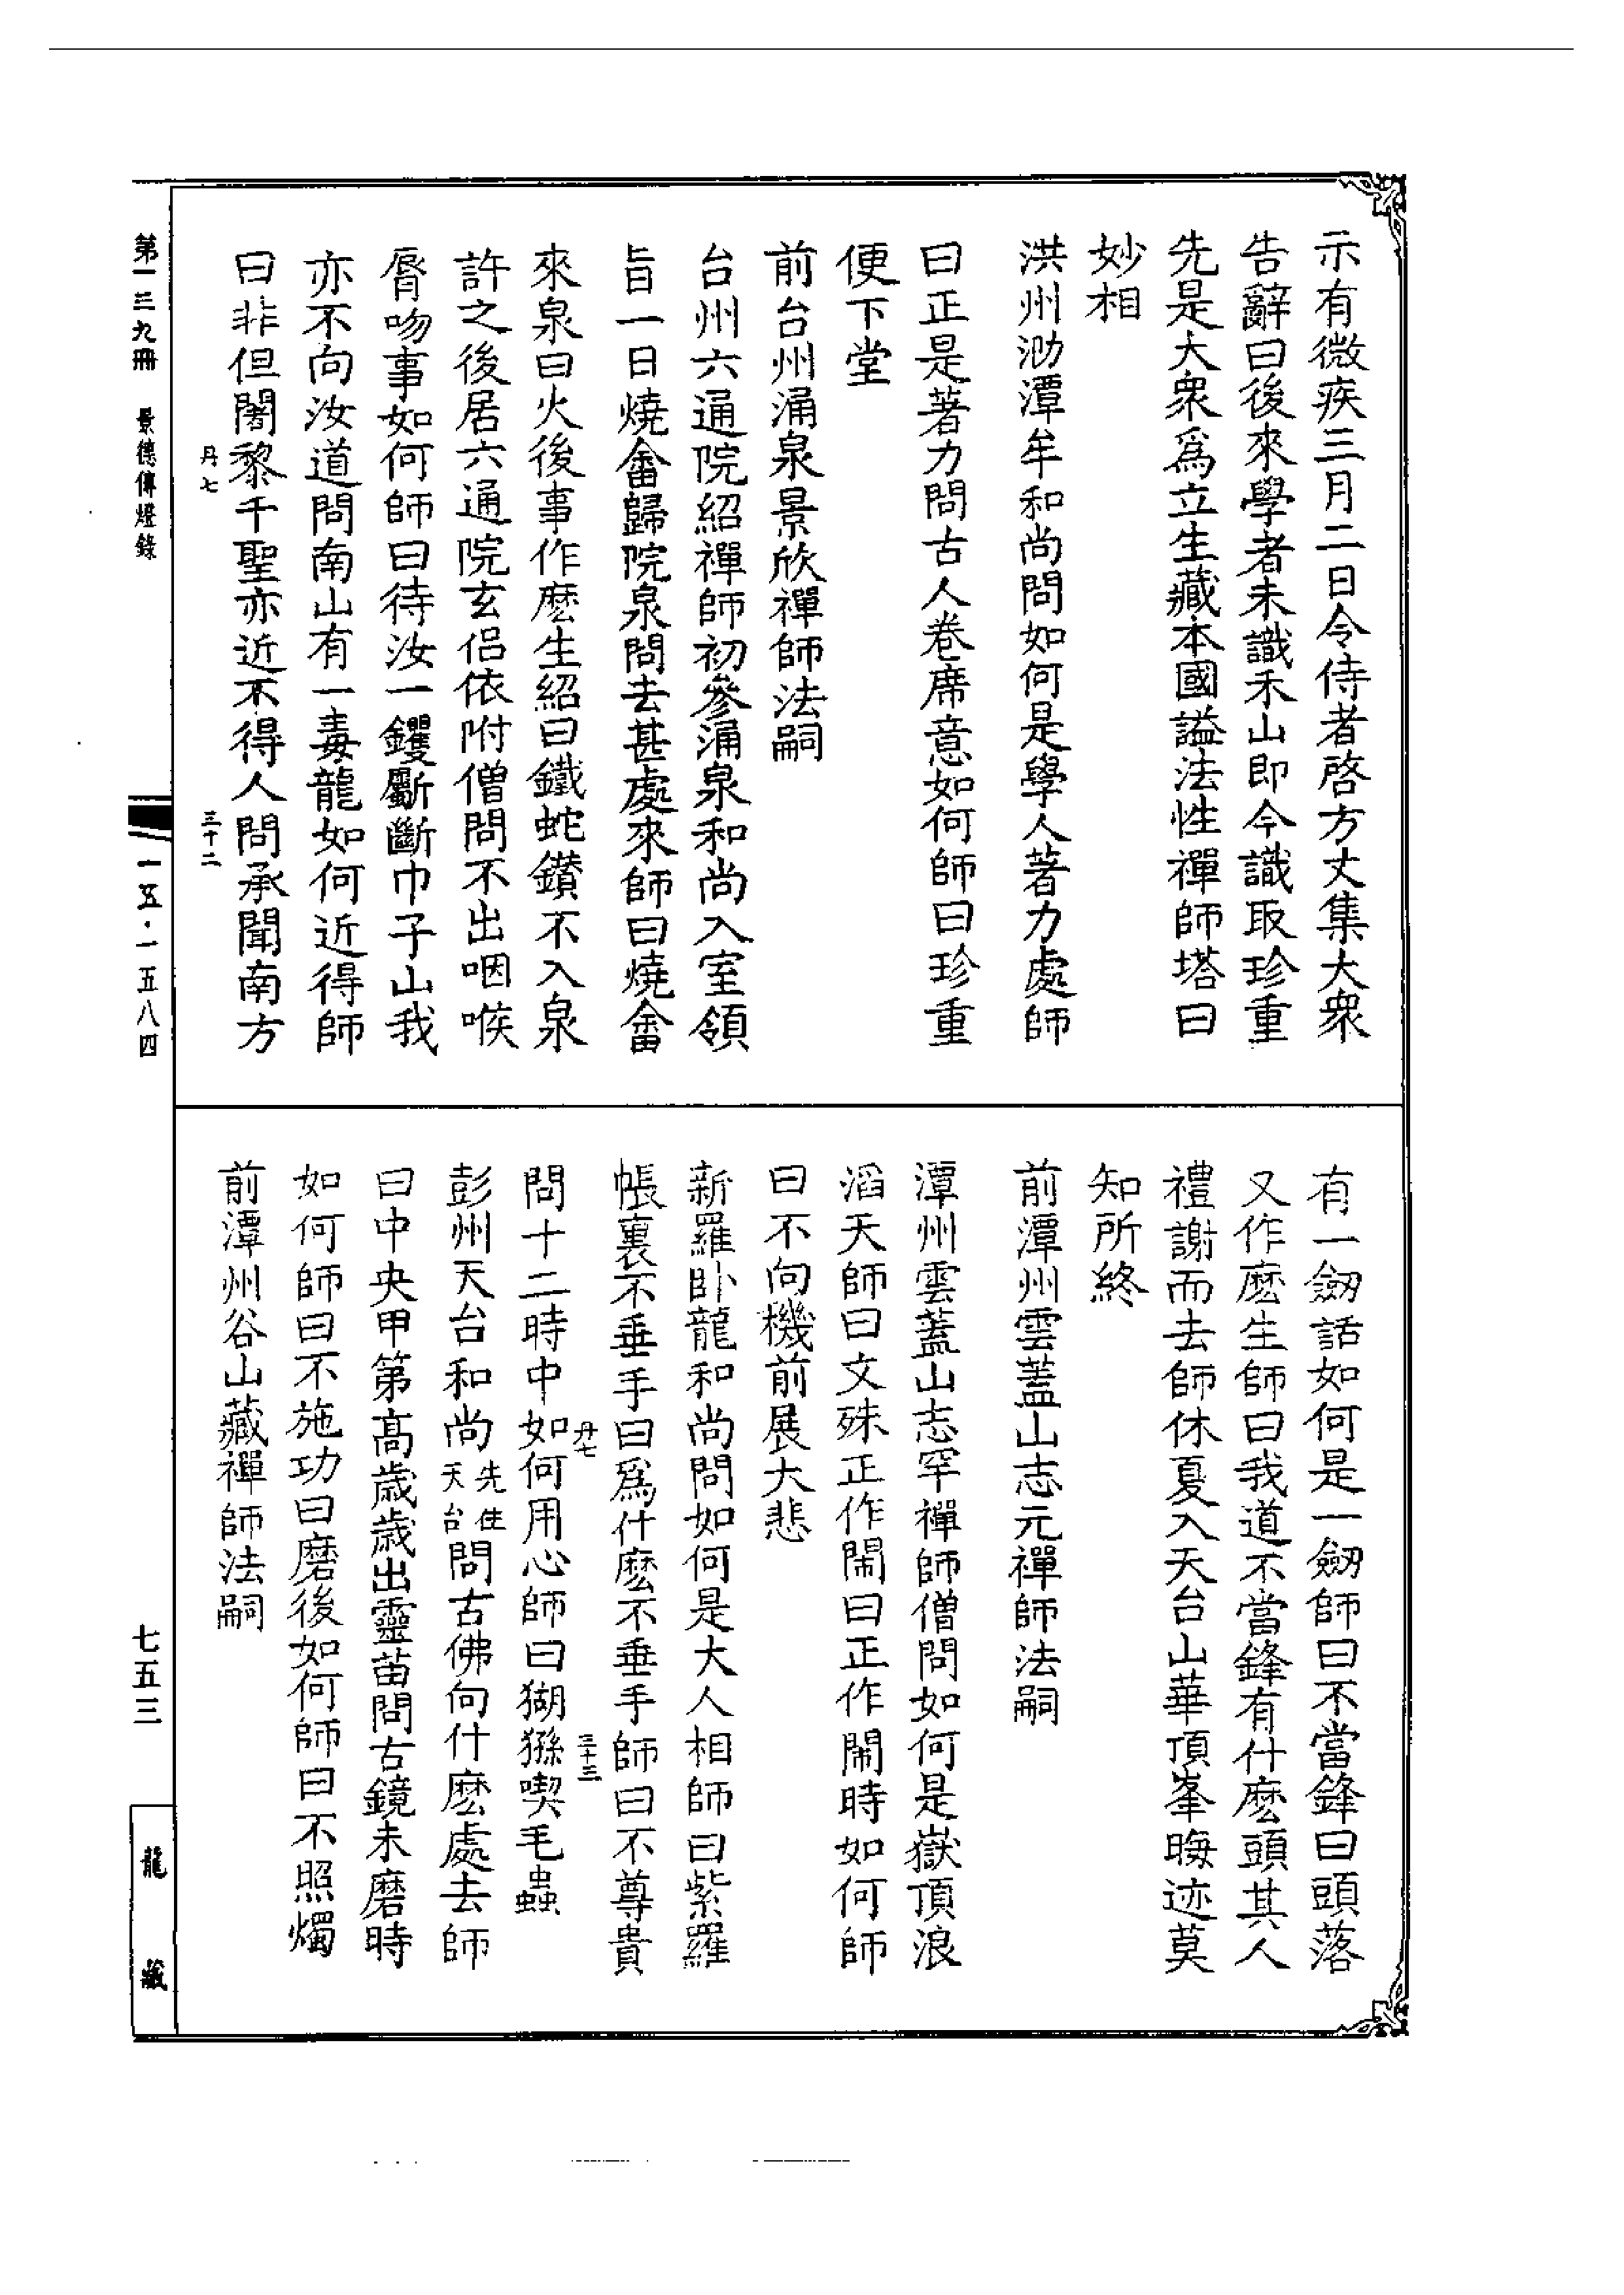 示有微疾三月二日令侍者啓方丈集大衆
告辭曰後來學者未識禾山即今識取珍重
先是大衆爲立生藏本國謚法性禪師塔曰
妙相
洪州泐潭牟和尚問如何是學人著力處師
曰正是著力問古人卷席意如何師曰珍重
便下堂
前台州涌泉景欣禪師法嗣
台州六通院紹禪師初參涌泉和尚入室領
旨一日燒畬歸院泉問去甚處來師曰燒畬
來泉曰火後事作麽生紹曰鐵蛇鑽不入泉
許之後居六通院玄侶依附僧問不出咽喉
脣吻事如何師曰待汝一钁斸斷巾子山我
亦不向汝道問南山有一毒龍如何近得師
曰非但闍黎千聖亦近不得人問承聞南方
丹七 三十二
有一劒話如何是一劒師曰不當鋒曰頭落
又作麽生師曰我道不當鋒有什麽頭其人
禮謝而去師休夏入天台山華頂峯晦迹莫
知所終
前潭州雲蓋山志元禪師法嗣
潭州雲蓋山志罕禪師僧問如何是嶽頂浪
滔天師曰文殊正作鬧曰正作鬧時如何師
曰不向機前展大悲
新羅卧龍和尚問如何是大人相師曰紫羅
帳裏不垂手曰爲什麽不垂手師曰不尊貴
丹七 三十三
問十二時中如何用心師曰猢猻喫毛蟲
彭州天台和尚先住天台問古佛向什麽處去師
曰中央甲第高歲歲出靈苗問古鏡未磨時
如何師曰不施功曰磨後如何師曰不照燭
前潭州谷山藏禪師法嗣
第一三九冊 景德傳燈錄
一五·一五八四
七五三
龍藏